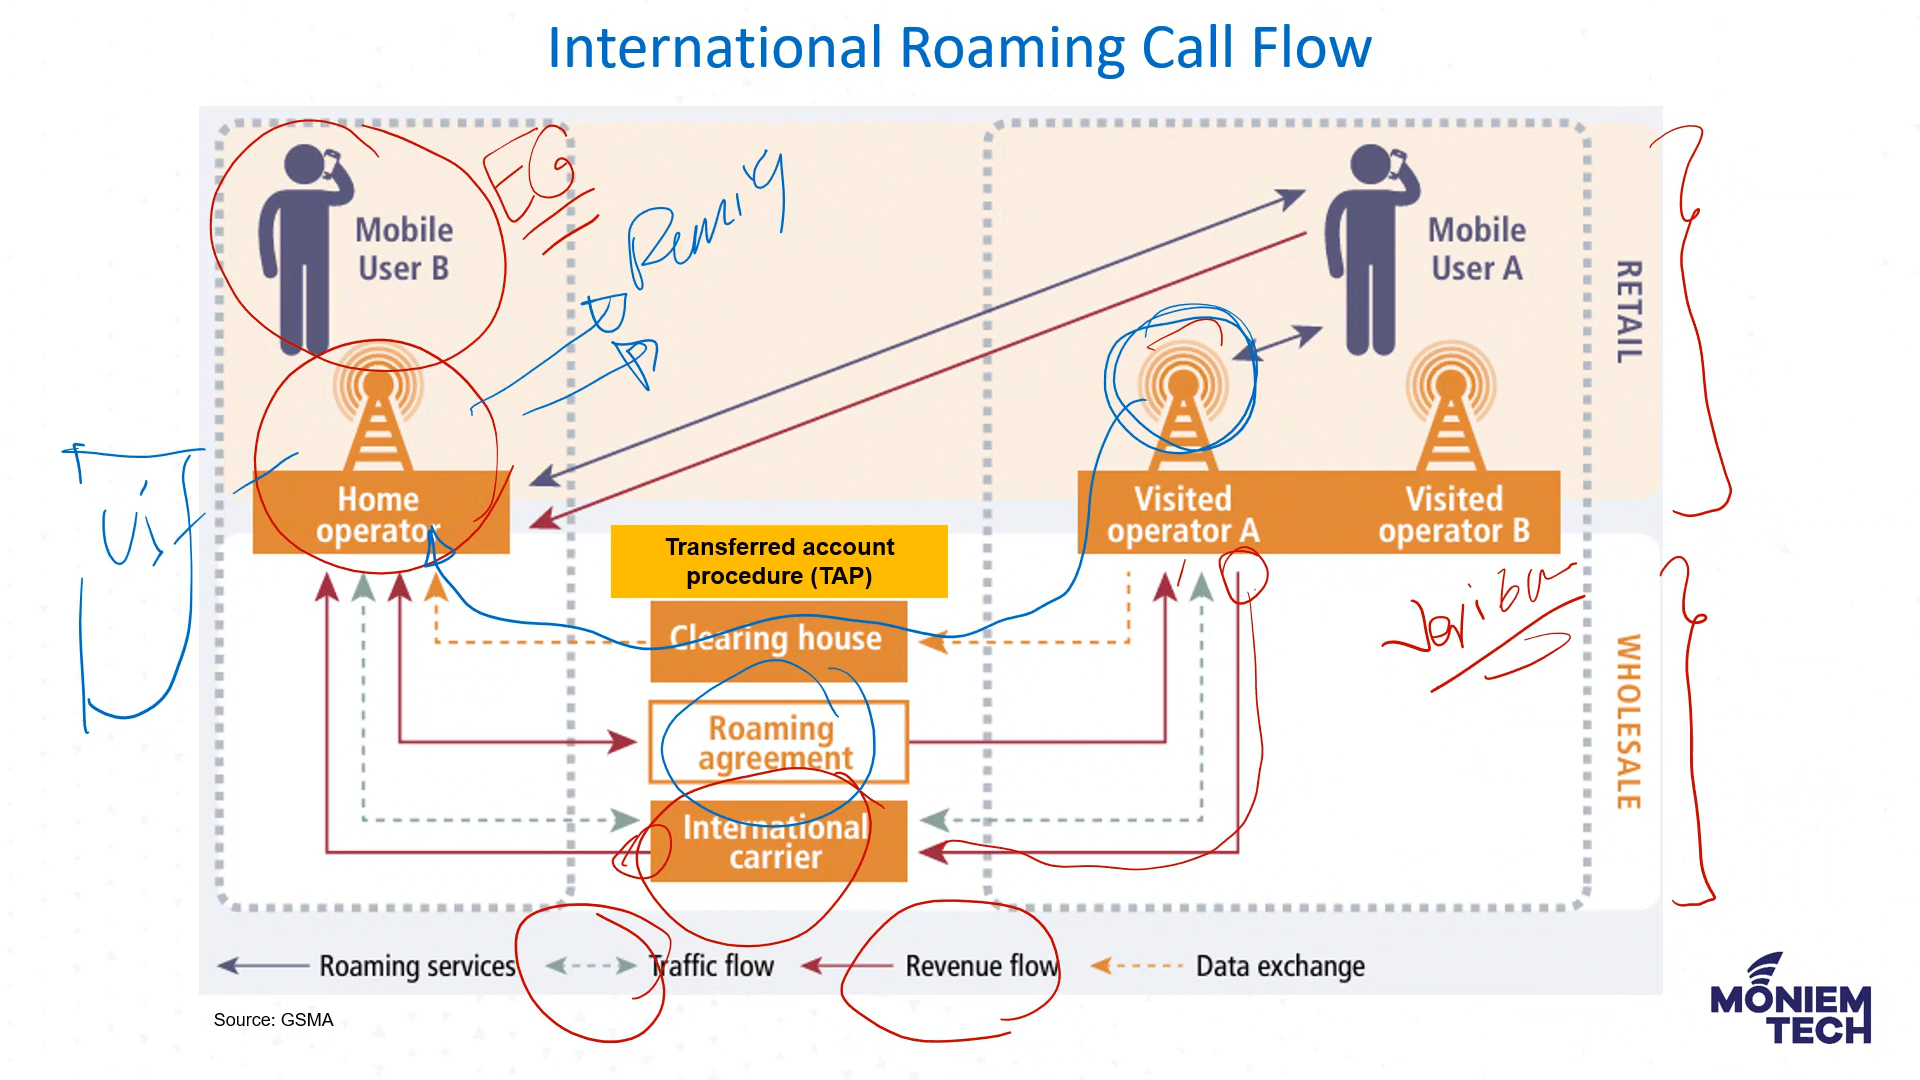 International Roaming Call Flow
EG
Mobile
User B
Mobile
User A
RETAIL
Home
operator
Visited
operator A
Visited
operator B
Transferred account
procedure (TAP)
Clearing house
Roaming
agreement
International
carrier
WHOLESALE
Roaming services
Traffic flow
Revenue flow
Data exchange
Source: GSMA
MONIEM
TECH